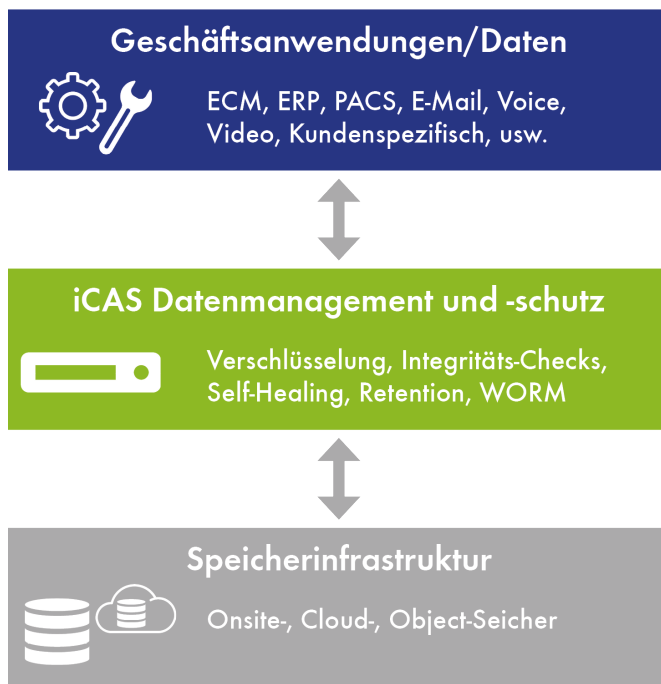 Geschäftsanwendungen/Daten
ECM, ERP, PACS, E-Mail, Voice,
Video, Kundenspezifisch, usw.
iCAS Datenmanagement und -schutz
Verschlüsselung, Integritäts-Checks,
Self-Healing, Retention, WORM
Speicherinfrastruktur
Onsite-, Cloud-, Object-Seicher